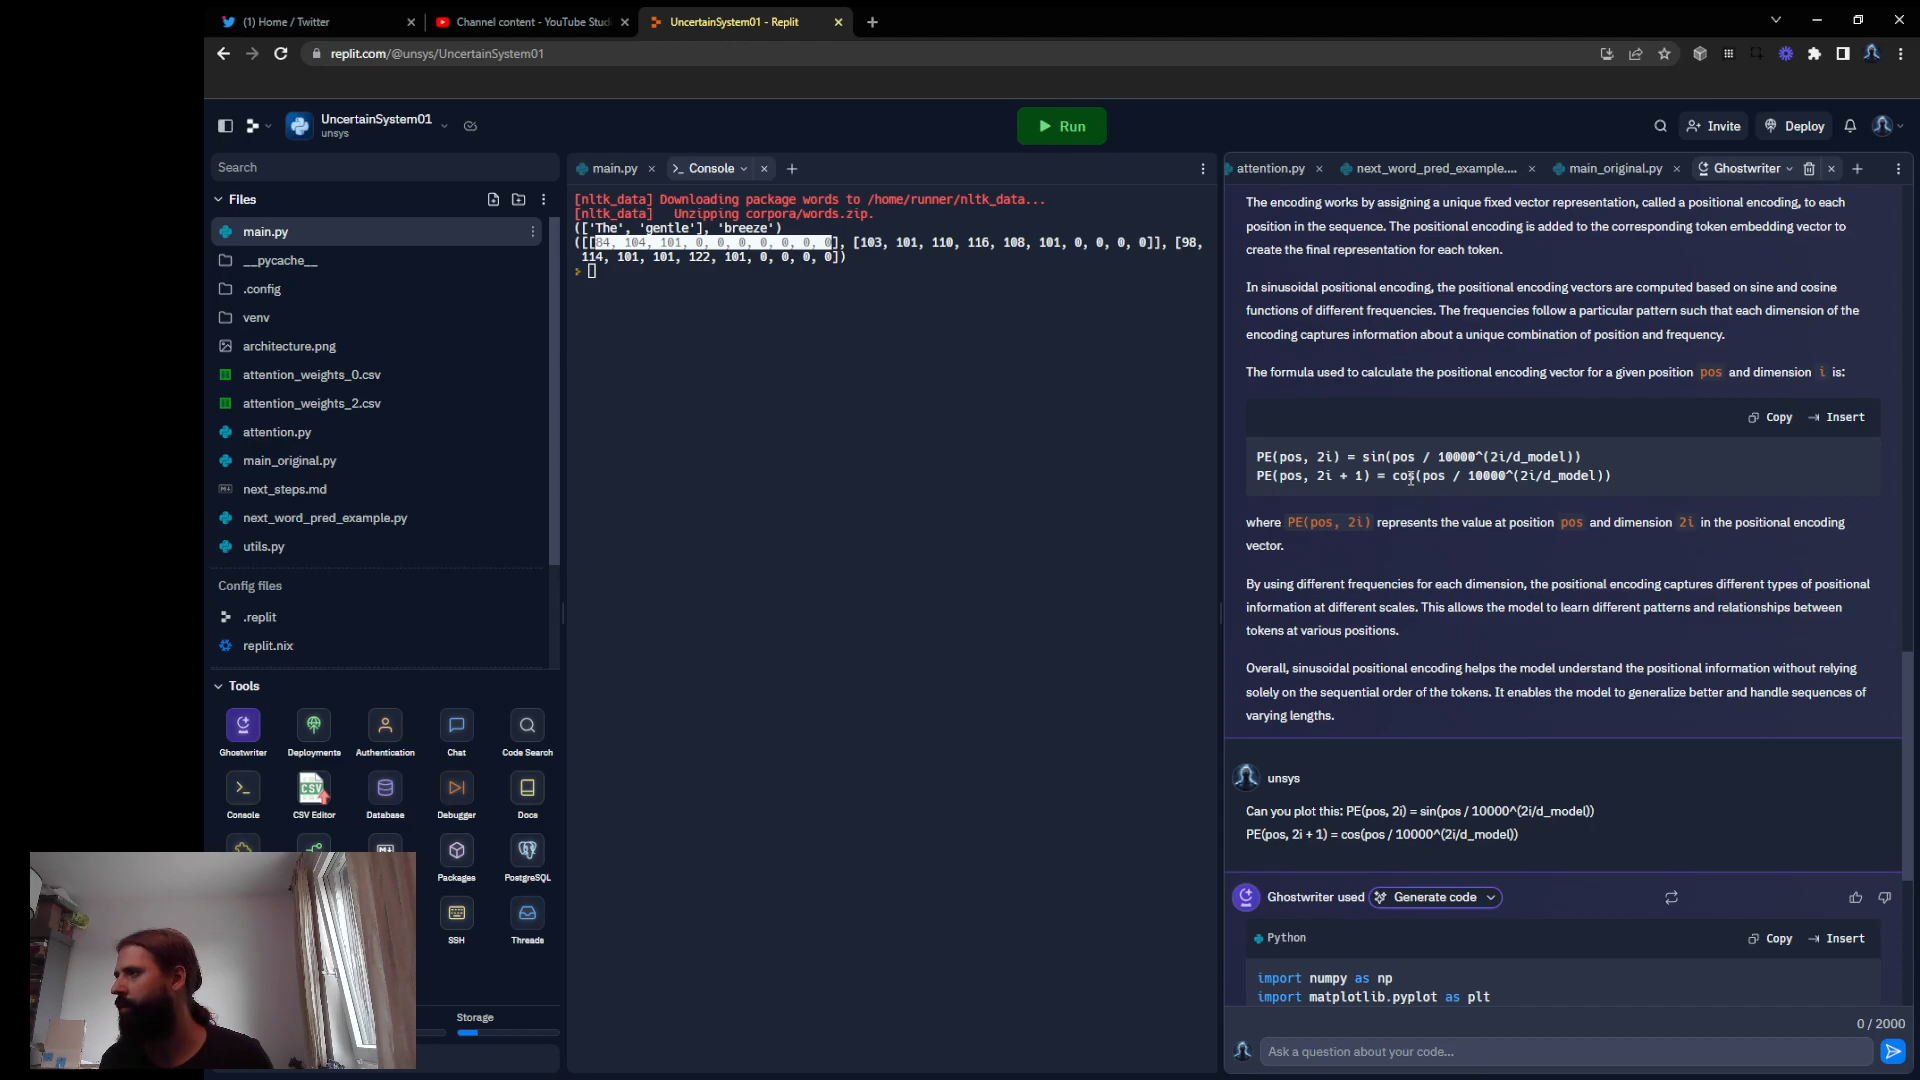 (1) Home / Twitter
Channel content - YouTube Stud
UncertainSystem01 - Replit
replit.com/@unsys/UncertainSystem01
UncertainSystem01
unsys
Run
Invite
Deploy
Search
Files
main.py
__pycache__
.config
venv
architecture.png
attention_weights_0.csv
attention_weights_2.csv
attention.py
main_original.py
next_steps.md
next_word_pred_example.py
utils.py
Config files
.replit
replit.nix
Tools
Ghostwriter
Deployments
Authentication
Chat
Code Search
Console
CSV
CSV Editor
Database
Debugger
Docs
Packages
PostgreSQL
SSH
Threads
Storage
main.py
Console
[nltk_data] Downloading package words to /home/runner/nltk_data...
[nltk_data]   Unzipping corpora/words.zip.
(['The', 'gentle'], 'breeze')
([[84, 104, 101, 0, 0, 0, 0, 0, 0, 0], [103, 101, 110, 116, 108, 101, 0, 0, 0, 0]], [98,
114, 101, 101, 122, 101, 0, 0, 0, 0])
attention.py
next_word_pred_example....
main_original.py
Ghostwriter
The encoding works by assigning a unique fixed vector representation, called a positional encoding, to each
position in the sequence. The positional encoding is added to the corresponding token embedding vector to
create the final representation for each token.
In sinusoidal positional encoding, the positional encoding vectors are computed based on sine and cosine
functions of different frequencies. The frequencies follow a particular pattern such that each dimension of the
encoding captures information about a unique combination of position and frequency.
The formula used to calculate the positional encoding vector for a given position pos and dimension i is:
Copy
Insert
PE(pos, 2i) = sin(pos / 10000^(2i/d_model))
PE(pos, 2i + 1) = cos(pos / 10000^(2i/d_model))
where PE(pos, 2i) represents the value at position pos and dimension 2i in the positional encoding
vector.
By using different frequencies for each dimension, the positional encoding captures different types of positional
information at different scales. This allows the model to learn different patterns and relationships between
tokens at various positions.
Overall, sinusoidal positional encoding helps the model understand the positional information without relying
solely on the sequential order of the tokens. It enables the model to generalize better and handle sequences of
varying lengths.
unsys
Can you plot this: PE(pos, 2i) = sin(pos / 10000^(2i/d_model))
PE(pos, 2i + 1) = cos(pos / 10000^(2i/d_model))
Ghostwriter used
Generate code
Python
Copy
Insert
import numpy as np
import matplotlib.pyplot as plt
0 / 2000
Ask a question about your code...